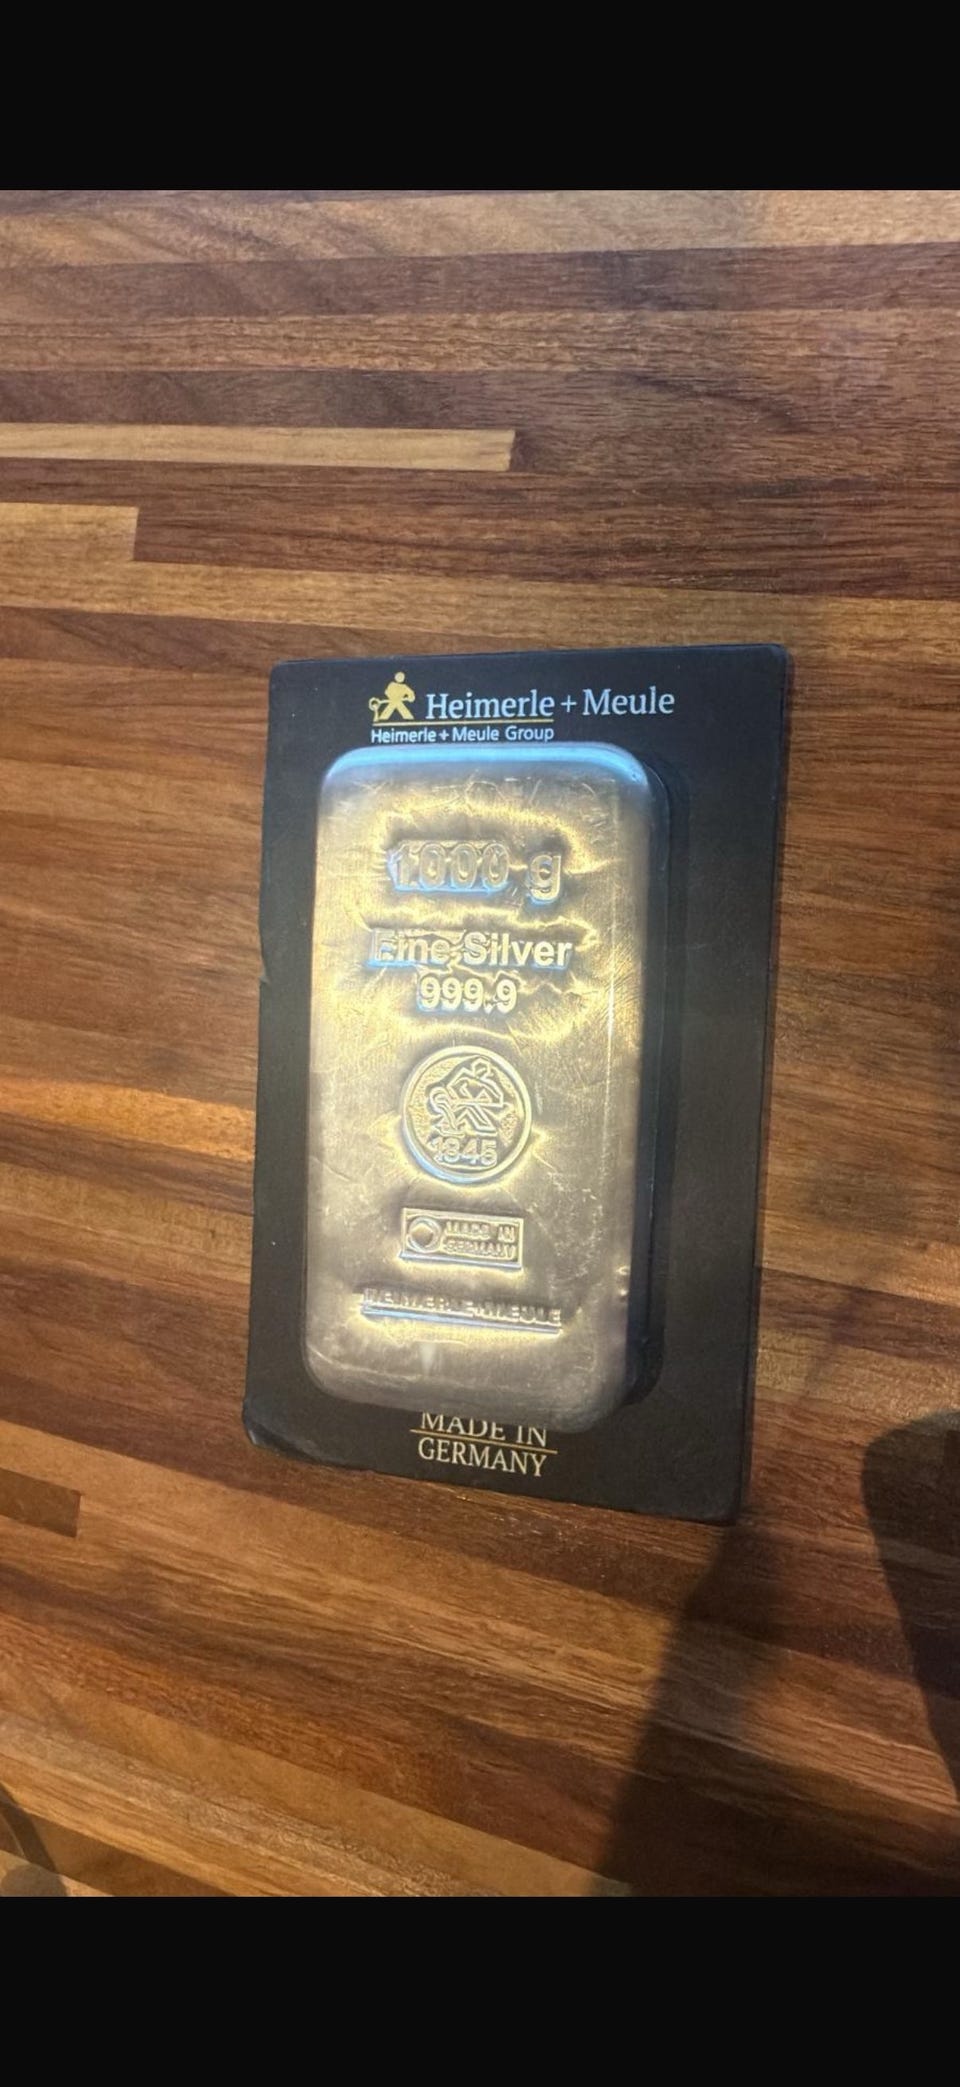 Heimerle + Meule
Heimerle + Meule Group
1000 g
Fine Silver
999.9
1845
MADE IN
GERMANY
HEIMERLE+MEULE
MADE IN
GERMANY